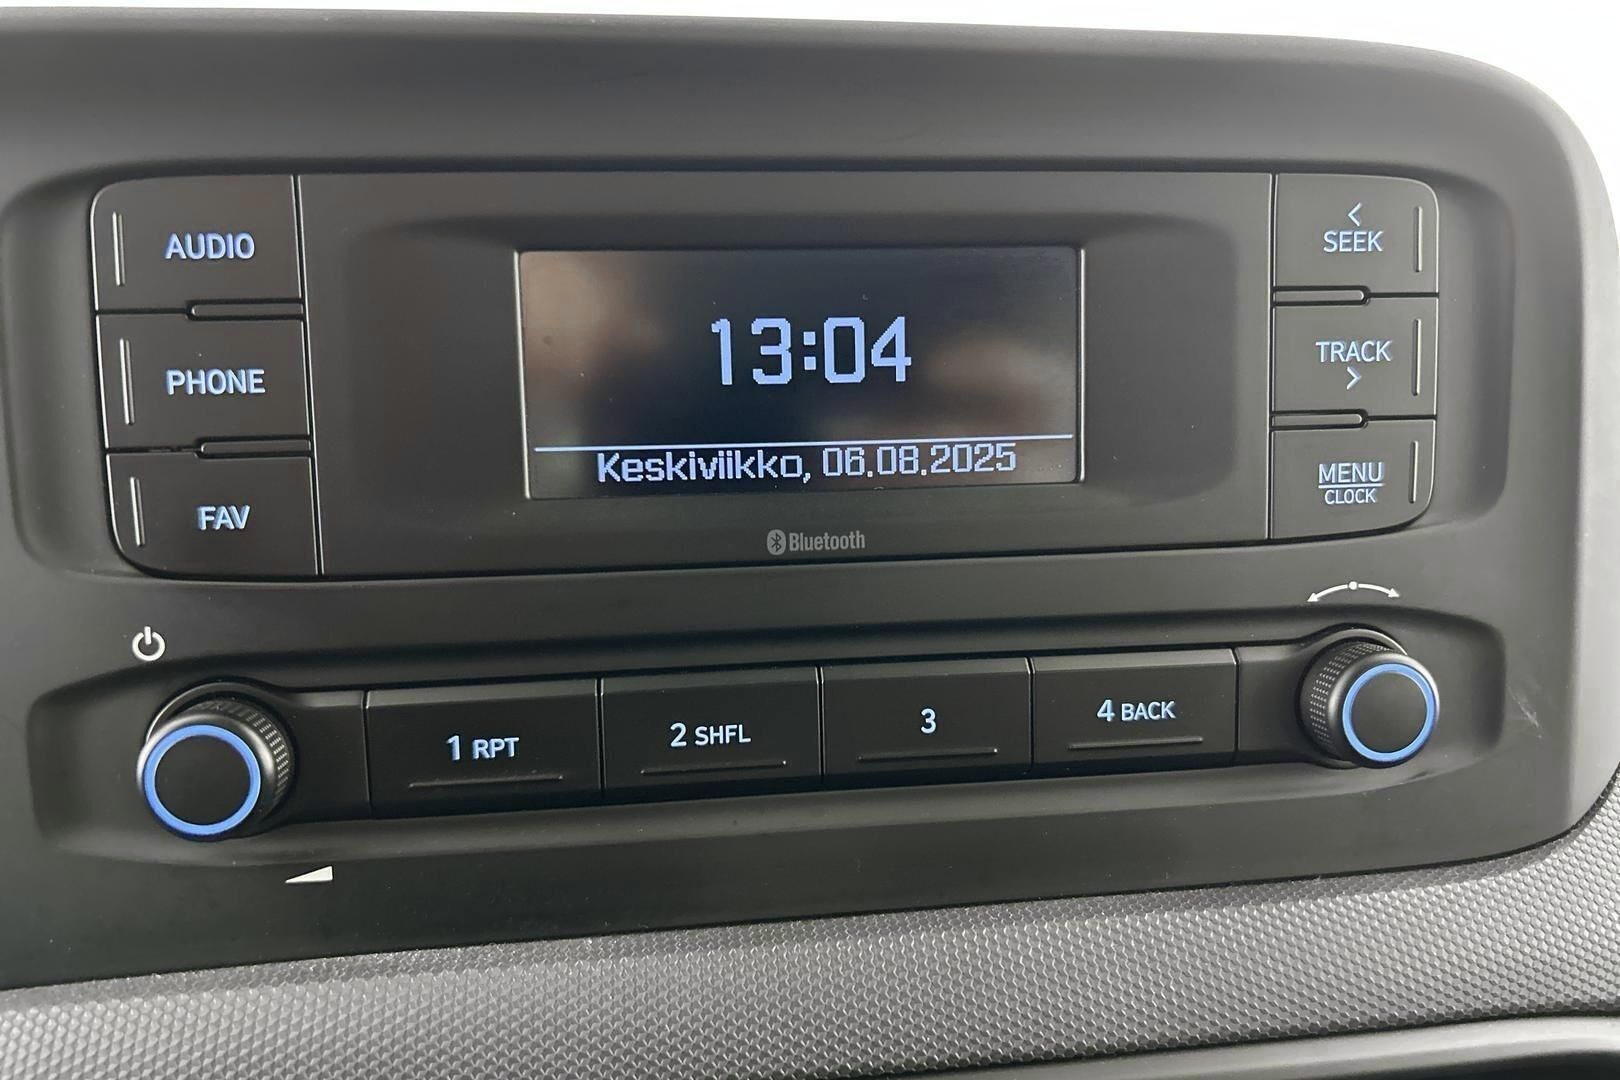 AUDIO
PHONE
FAV
13:04
Keskiviikko, 06.08.2025
Bluetooth
< SEEK
TRACK >
MENU
CLOCK
1 RPT
2 SHFL
3
4 BACK